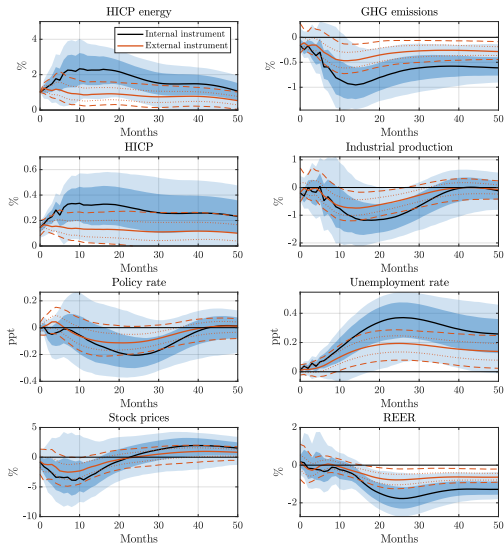 HICP energy
Internal instrument
External instrument
%
4
2
0
0 10 20 30 40 50
Months
GHG emissions
%
0
-0.5
-1
0 10 20 30 40 50
Months
HICP
%
0.6
0.4
0.2
0
0 10 20 30 40 50
Months
Industrial production
%
1
0
-1
-2
0 10 20 30 40 50
Months
Policy rate
ppt
0.2
0
-0.2
-0.4
0 10 20 30 40 50
Months
Unemployment rate
ppt
0.4
0.2
0
0 10 20 30 40 50
Months
Stock prices
%
5
0
-5
-10
0 10 20 30 40 50
Months
REER
%
2
0
-2
0 10 20 30 40 50
Months